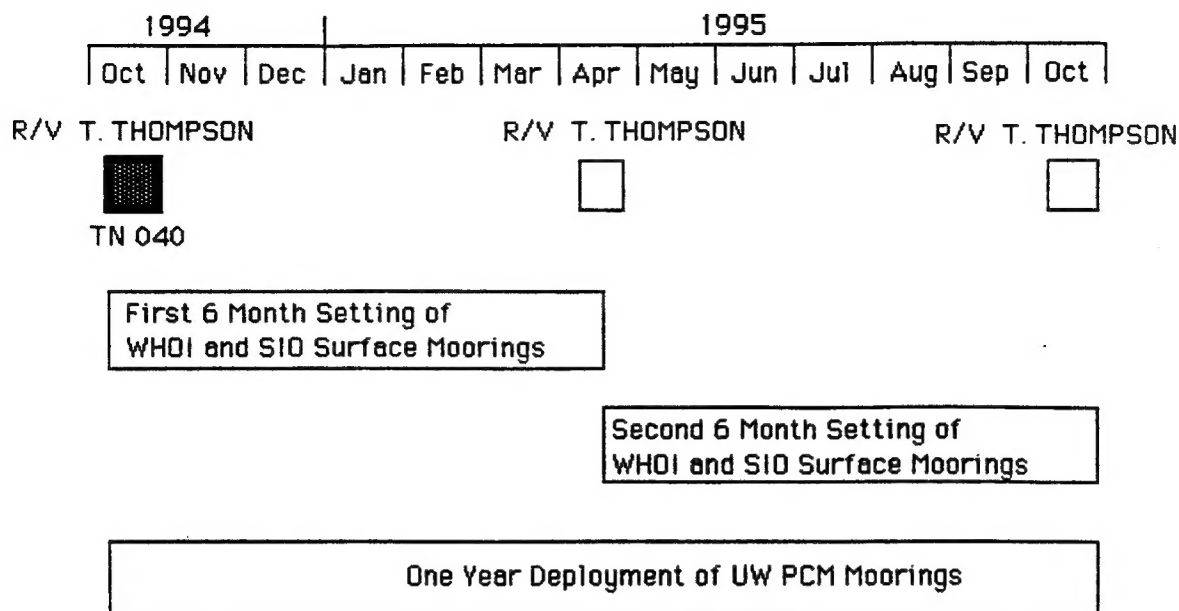 1994 1995
Oct Nov Dec Jan Feb Mar Apr May Jun Jul Aug Sep Oct
R/V T. THOMPSON R/V T. THOMPSON R/V T. THOMPSON
TN 040
First 6 Month Setting of
WHOI and SIO Surface Moorings
Second 6 Month Setting of
WHOI and SIO Surface Moorings
One Year Deployment of UW PCM Moorings